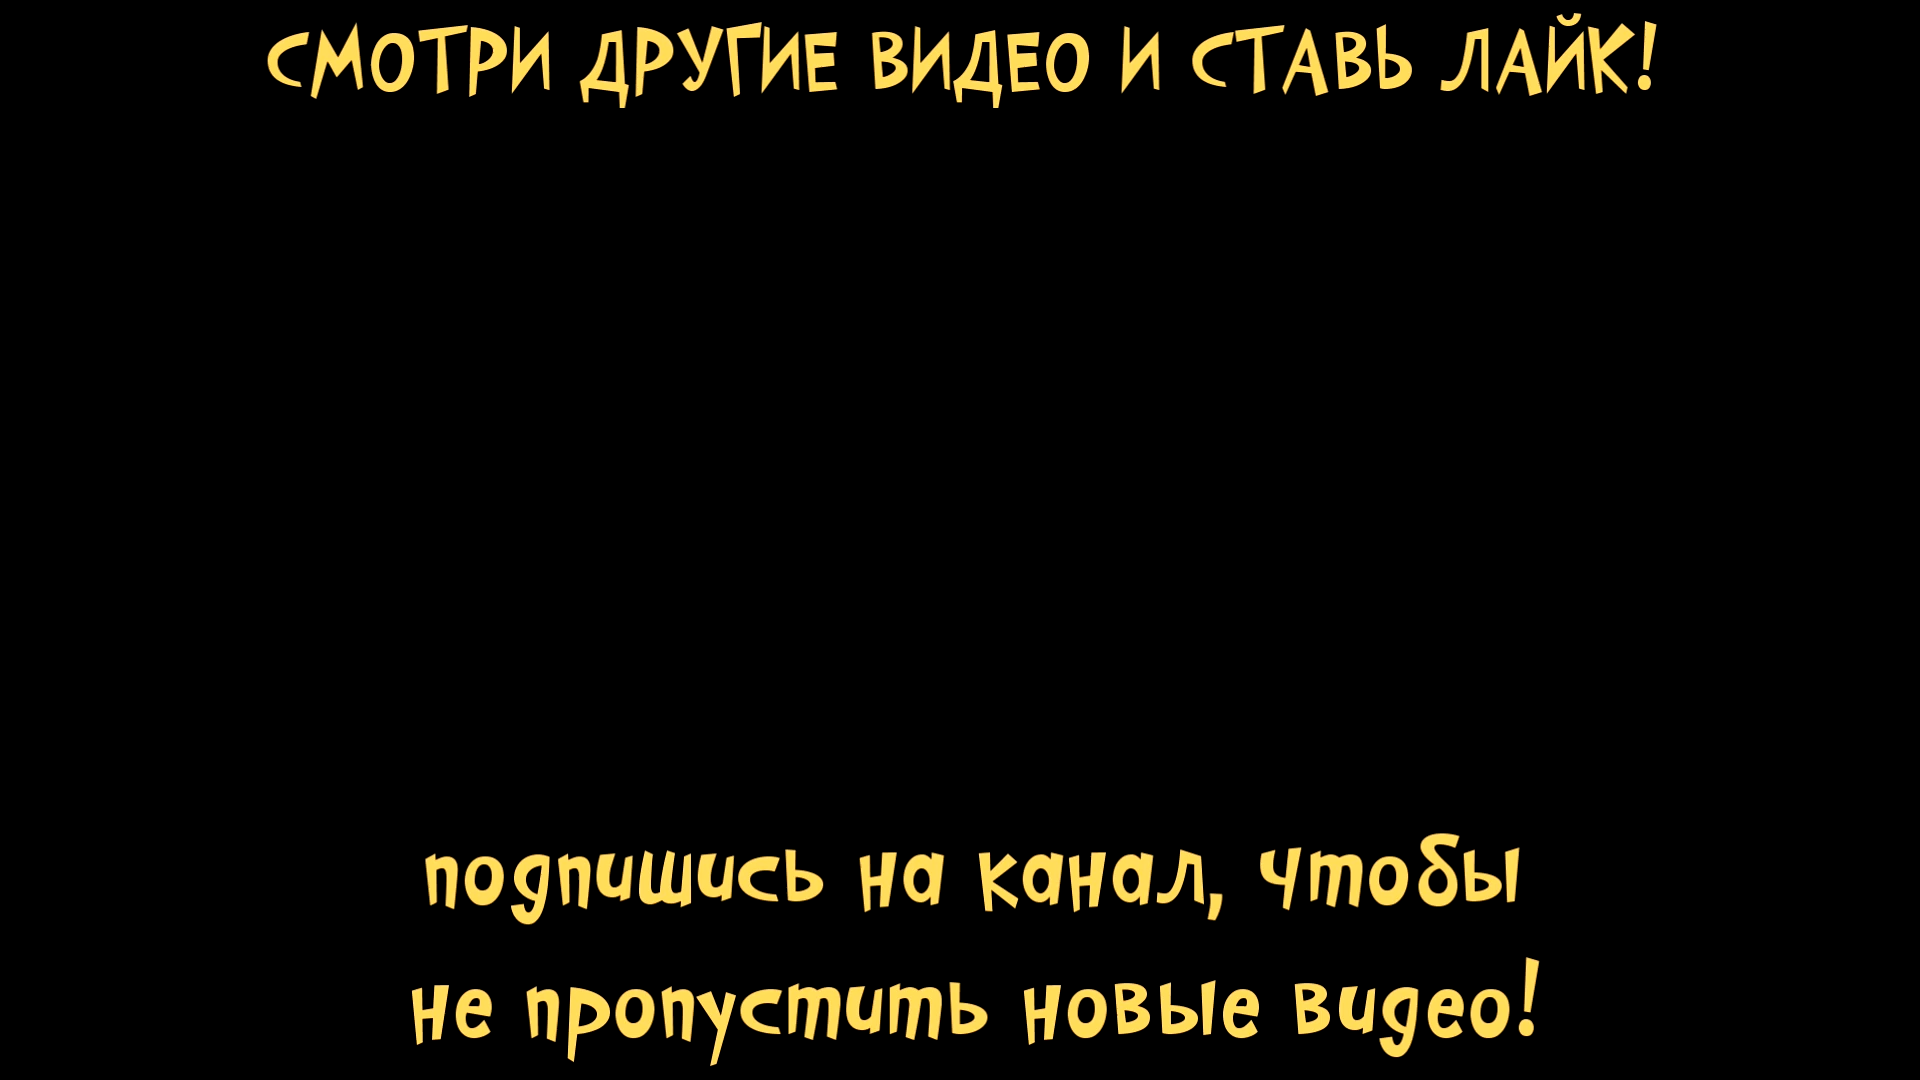 СМОТРИ ДРУГИЕ ВИДЕО И СТАВЬ ЛАЙК!
подпишись на канал, чтобы
не пропустить новые видео!